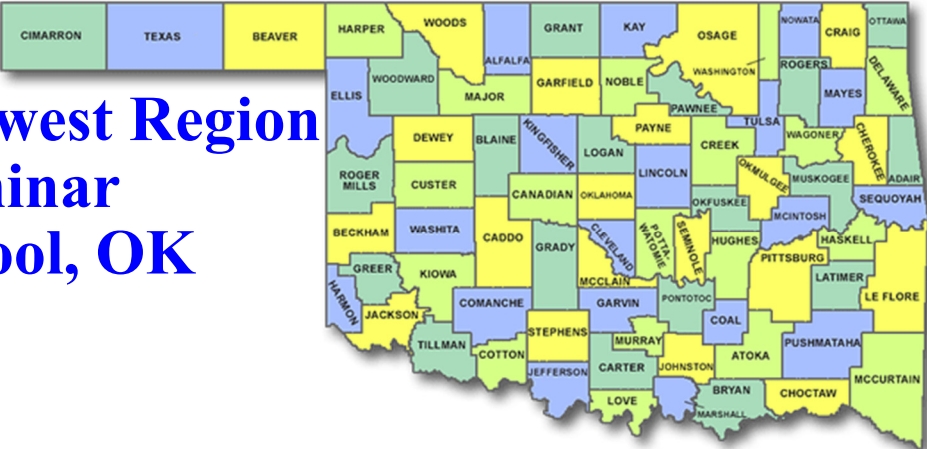 CIMARRON
TEXAS
BEAVER
HARPER
WOODS
ALFALFA
GRANT
KAY
OSAGE
WASHINGTON
NOWATA
CRAIG
OTTAWA
ELLIS
WOODWARD
MAJOR
GARFIELD
NOBLE
PAWNEE
ROGERS
MAYES
DELAWARE
west Region
DEWEY
BLAINE
KINGFISHER
LOGAN
PAYNE
CREEK
TULSA
WAGONER
CHEROKEE
ADAIR
inar
ROGER
MILLS
CUSTER
CANADIAN
OKLAHOMA
LINCOLN
OKFUSKEE
OKMULGEE
MUSKOGEE
SEQUOYAH
ool, OK
BECKHAM
WASHITA
CADDO
GRADY
CLEVELAND
MCCLAIN
POTTA-
WATOMIE
SEMINOLE
HUGHES
MCINTOSH
PITTSBURG
HASKELL
LATIMER
LE FLORE
HARMON
GREER
KIOWA
JACKSON
COMANCHE
STEPHENS
GARVIN
PONTOTOC
COAL
TILLMAN
COTTON
JEFFERSON
MURRAY
CARTER
LOVE
JOHNSTON
MARSHALL
ATOKA
BRYAN
PUSHMATAHA
CHOCTAW
MCCURTAIN